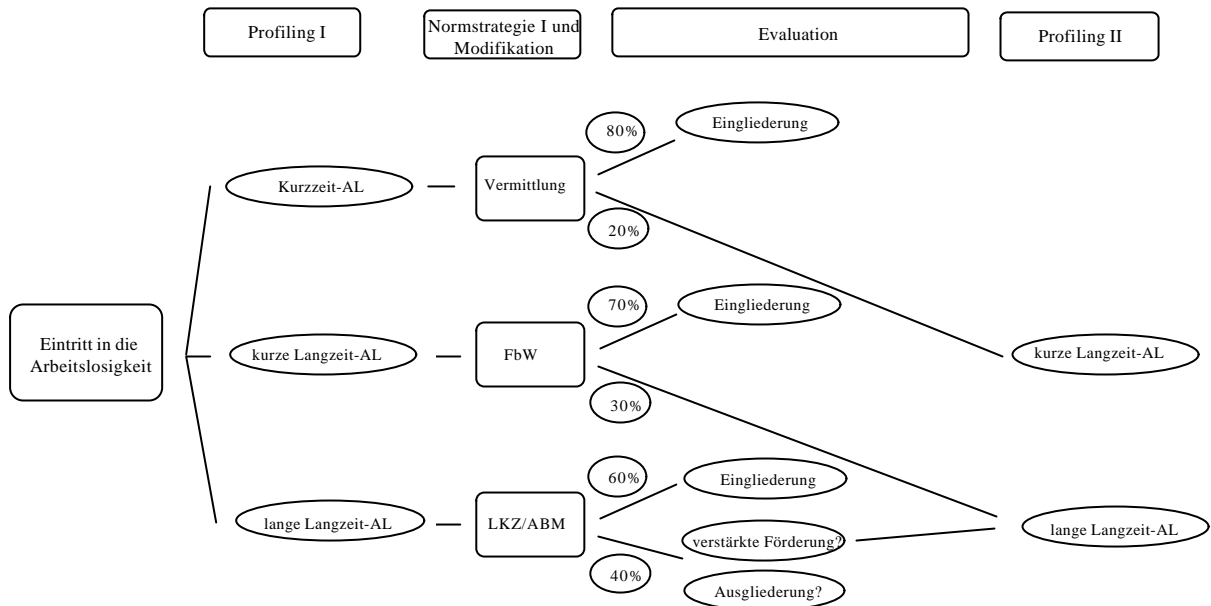 Profiling I
Normstrategie I und
Modifikation
Evaluation
Profiling II
80%
Eingliederung
Kurzzeit-AL
Vermittlung
20%
70%
Eingliederung
Eintritt in die
Arbeitslosigkeit
kurze Langzeit-AL
FbW
kurze Langzeit-AL
30%
60%
Eingliederung
lange Langzeit-AL
LKZ/ABM
lange Langzeit-AL
verstärkte Förderung?
40%
Ausgliederung?